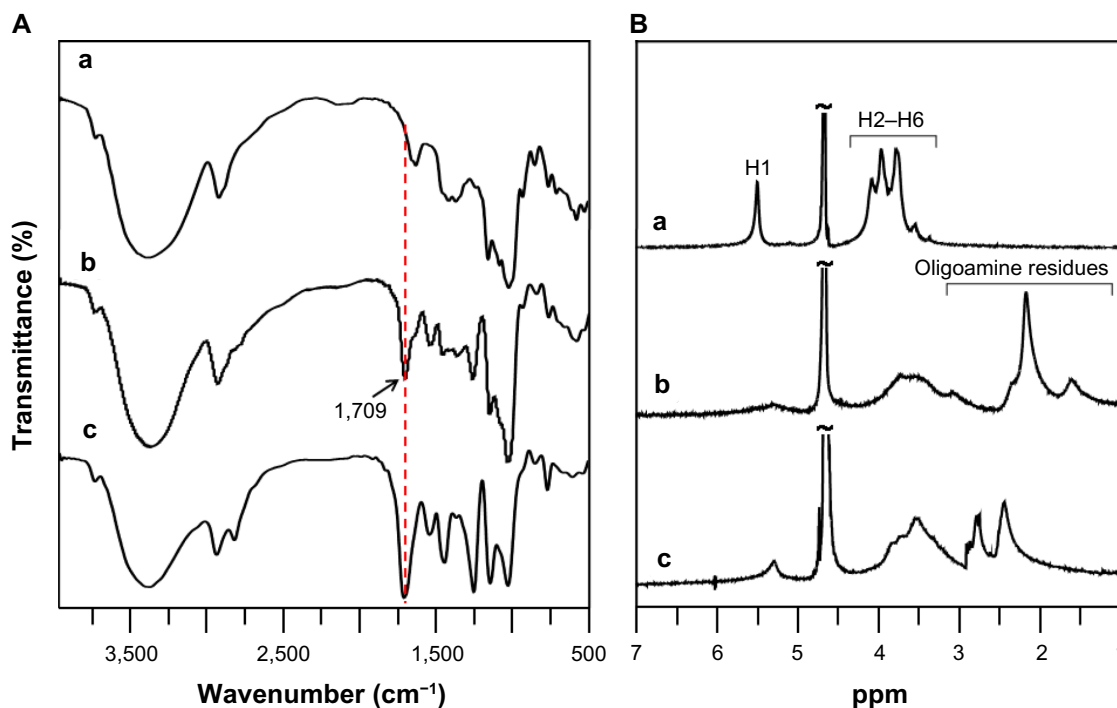 A
B
a
b
c
1,709
Transmittance (%)
3,500
2,500
1,500
500
Wavenumber (cm⁻¹)
H1
H2–H6
a
Oligoamine residues
b
c
7
6
5
4
3
2
ppm